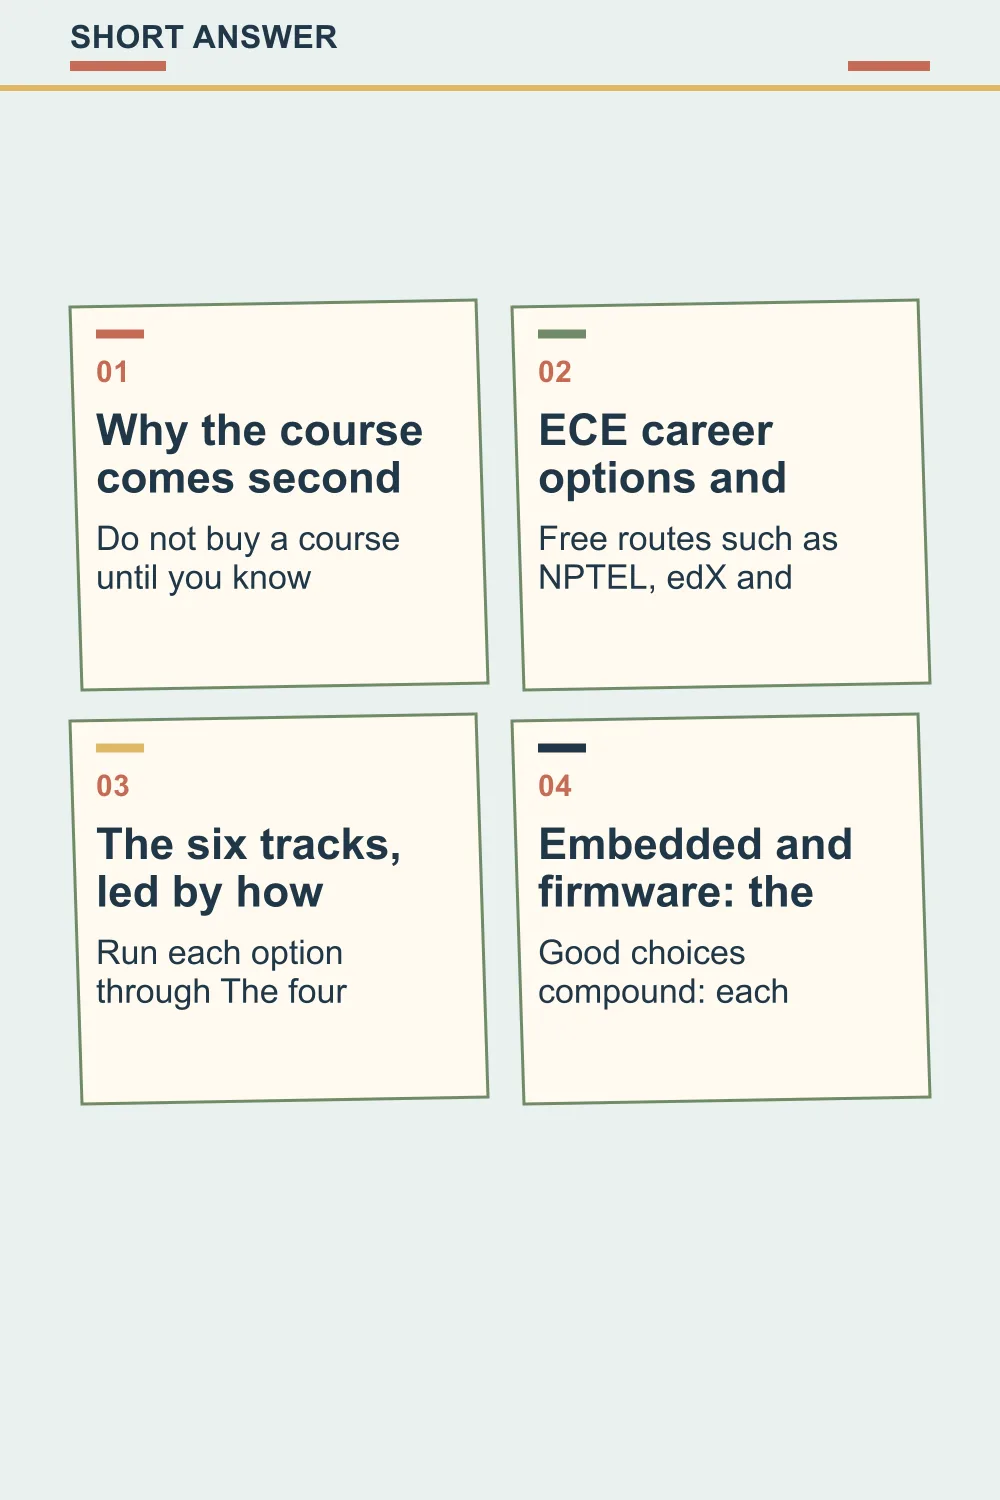 SHORT ANSWER
01
Why the course
comes second
Do not buy a course
until you know
02
ECE career
options and
Free routes such as
NPTEL, edX and
03
The six tracks,
led by how
Run each option
through The four
04
Embedded and
firmware: the
Good choices
compound: each